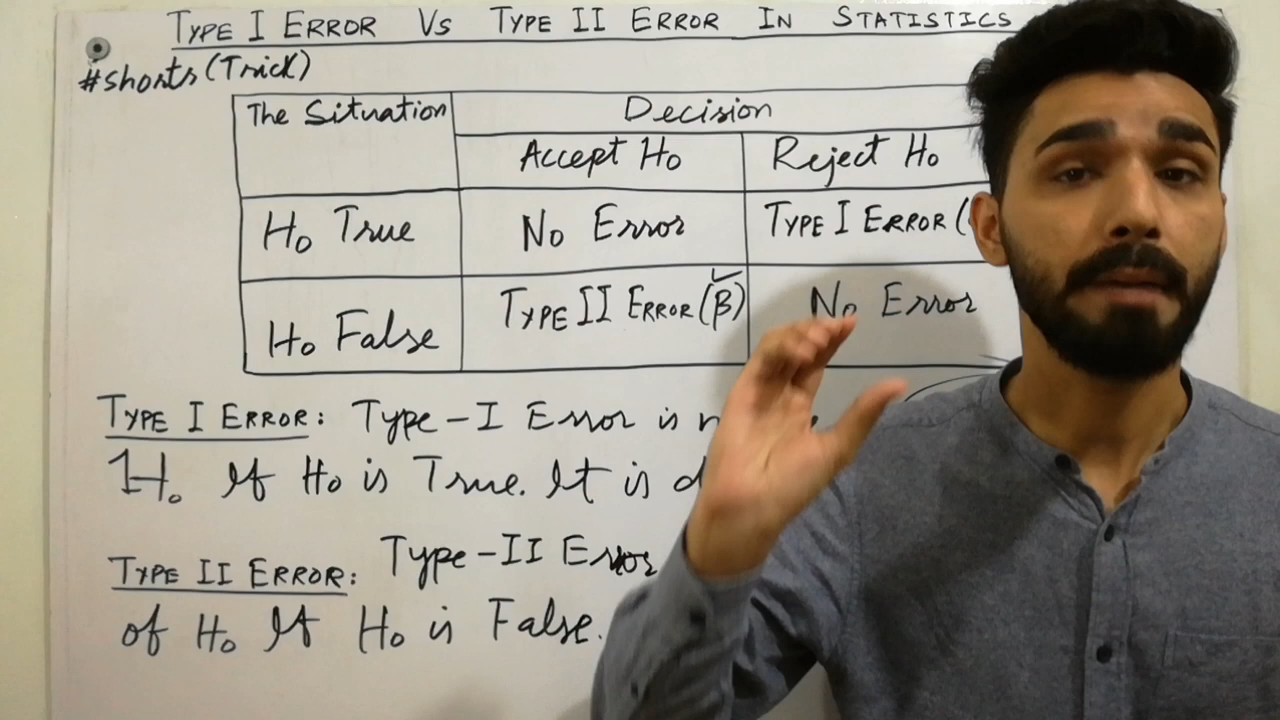 TYPE I ERROR Vs TYPE II ERROR IN STATISTICS
#shorts (Trick)
The Situation
Decision
Accept Ho
Reject Ho
Ho True
No Error
TYPE I ERROR (
Ho False
TYPE II ERROR (β)
No Error
TYPE I ERROR: Type-I Error is
Ho If Ho is True. It is
TYPE II ERROR: Type-II Error
of Ho If Ho is False.